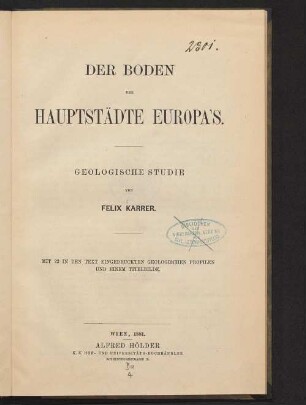 2301.
DER BODEN
DER
HAUPTSTÄDTE EUROPA'S.
GEOLOGISCHE STUDIE
VON
FELIX KARRER.
MIT 22 IN DEN TEXT EINGEDRUCKTEN GEOLOGISCHEN PROFILEN
UND EINEM TITELBILDE.
WIEN, 1881.
ALFRED HÖLDER
K. K. HOF- UND UNIVERSITÄTS-BUCHHÄNDLER